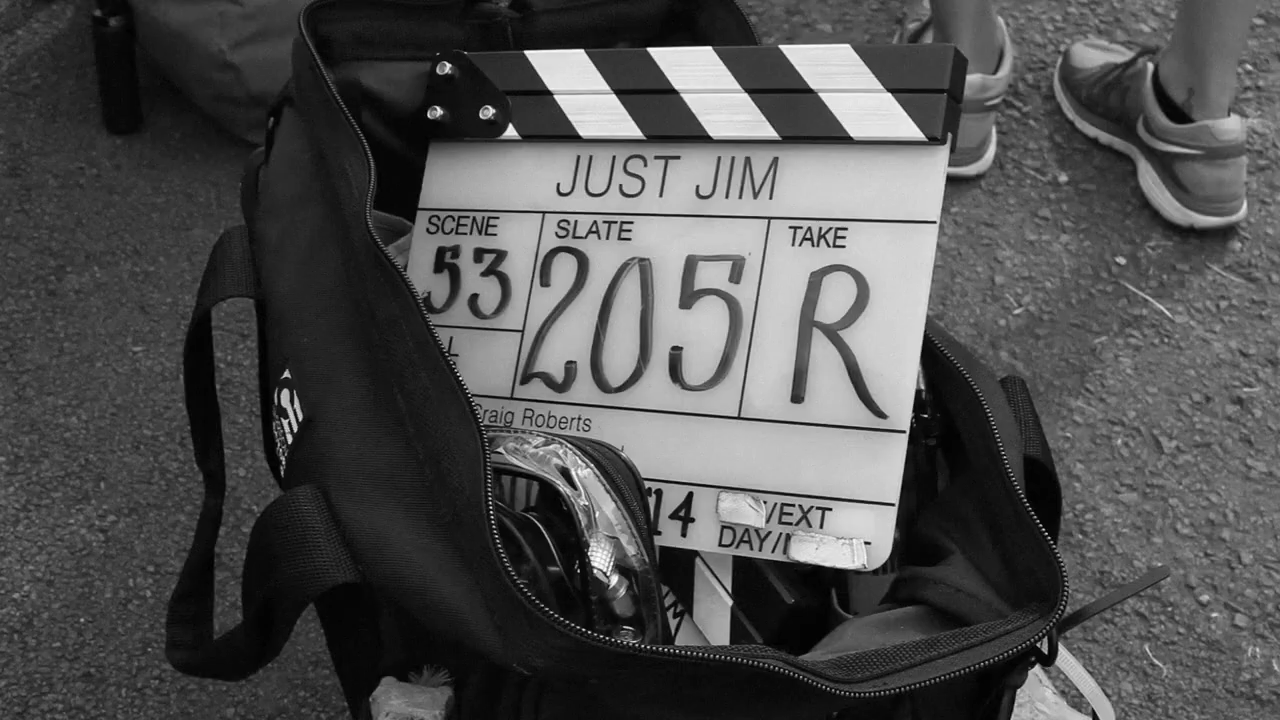 JUST JIM
SCENE SLATE TAKE
53 205 R
L
Craig Roberts
14 /EXT
DAY/